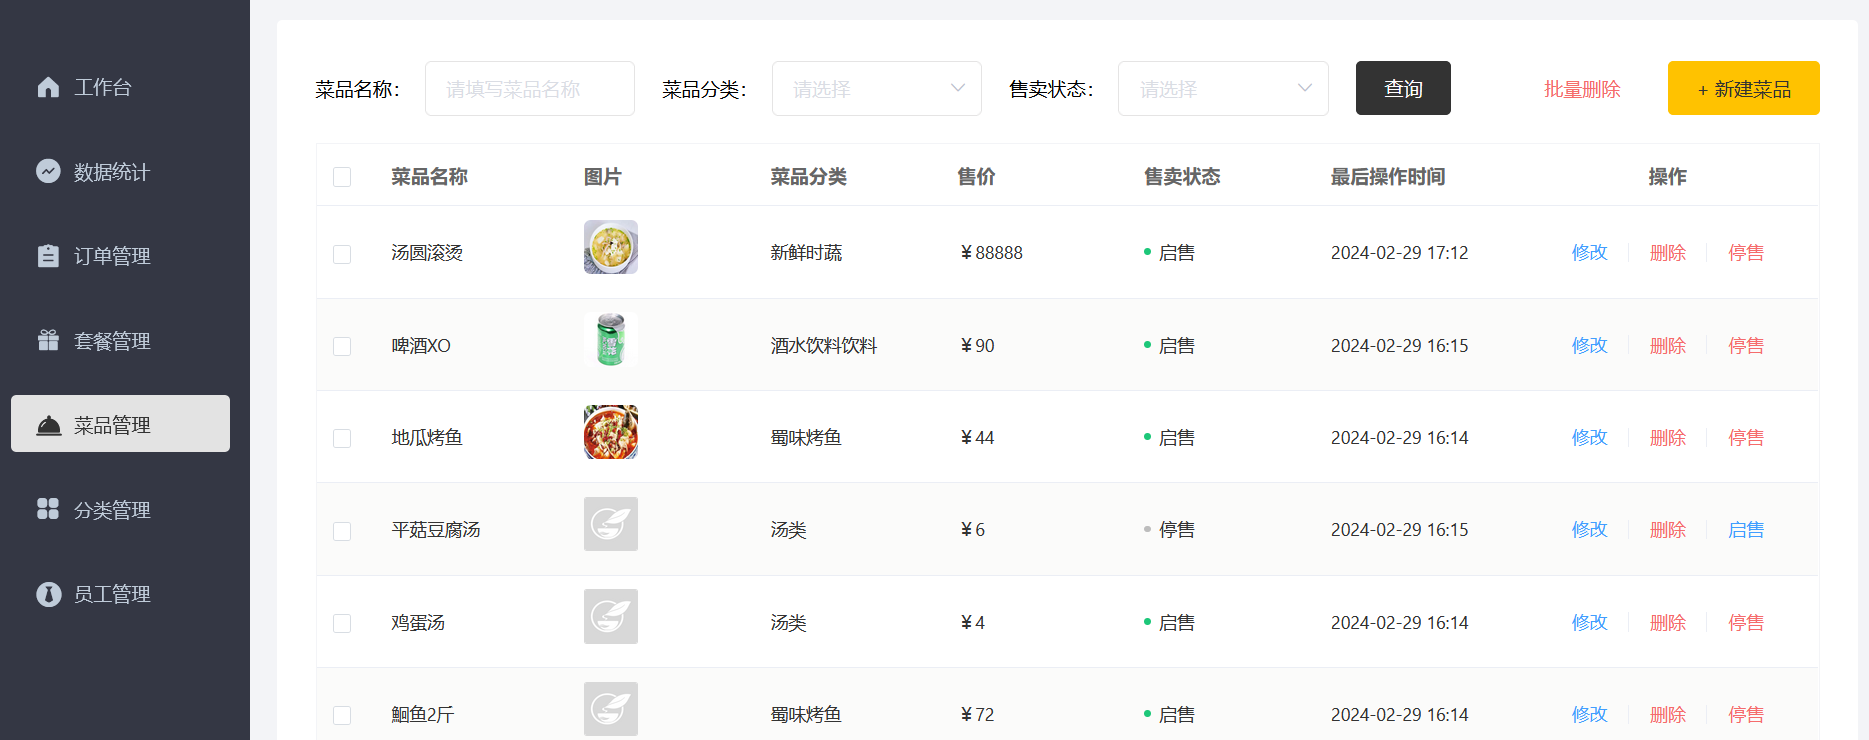 工作台
数据统计
订单管理
套餐管理
菜品管理
分类管理
员工管理
菜品名称： 请填写菜品名称 菜品分类： 请选择 售卖状态： 请选择 查询 批量删除 + 新建菜品
菜品名称 图片 菜品分类 售价 售卖状态 最后操作时间 操作
汤圆滚烫 新鲜时蔬 ￥88888 启售 2024-02-29 17:12 修改 删除 停售
啤酒XO 酒水饮料饮料 ￥90 启售 2024-02-29 16:15 修改 删除 停售
地瓜烤鱼 蜀味烤鱼 ￥44 启售 2024-02-29 16:14 修改 删除 停售
平菇豆腐汤 汤类 ￥6 停售 2024-02-29 16:15 修改 删除 启售
鸡蛋汤 汤类 ￥4 启售 2024-02-29 16:14 修改 删除 停售
鮰鱼2斤 蜀味烤鱼 ￥72 启售 2024-02-29 16:14 修改 删除 停售